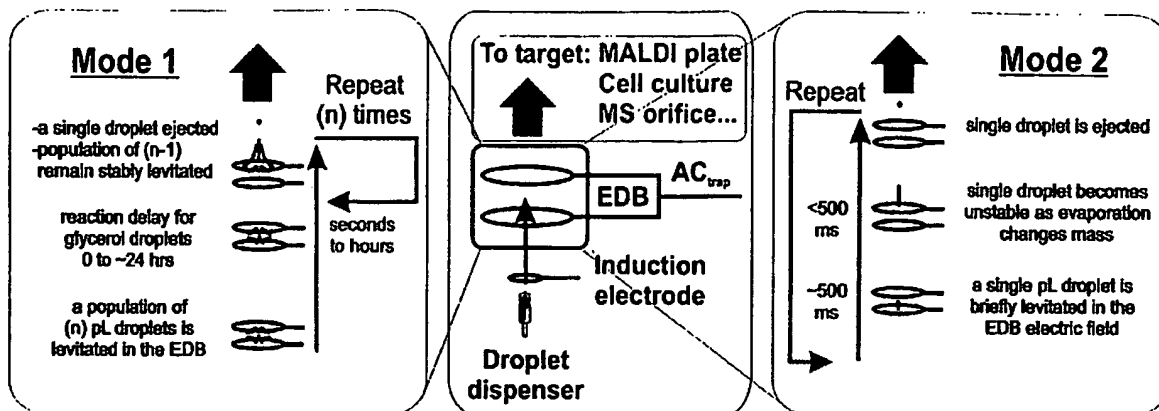 Mode 1
Repeat
(n) times
-a single droplet ejected
-population of (n-1)
remain stably levitated
reaction delay for
glycerol droplets
0 to ~24 hrs
seconds
to hours
a population of
(n) pL droplets is
levitated in the EDB
To target: MALDI plate
Cell culture
MS orifice...
EDB
ACtrap
Induction
electrode
Droplet
dispenser
Mode 2
Repeat
single droplet is ejected
<500
ms
single droplet becomes
unstable as evaporation
changes mass
~500
ms
a single pL droplet is
briefly levitated in the
EDB electric field